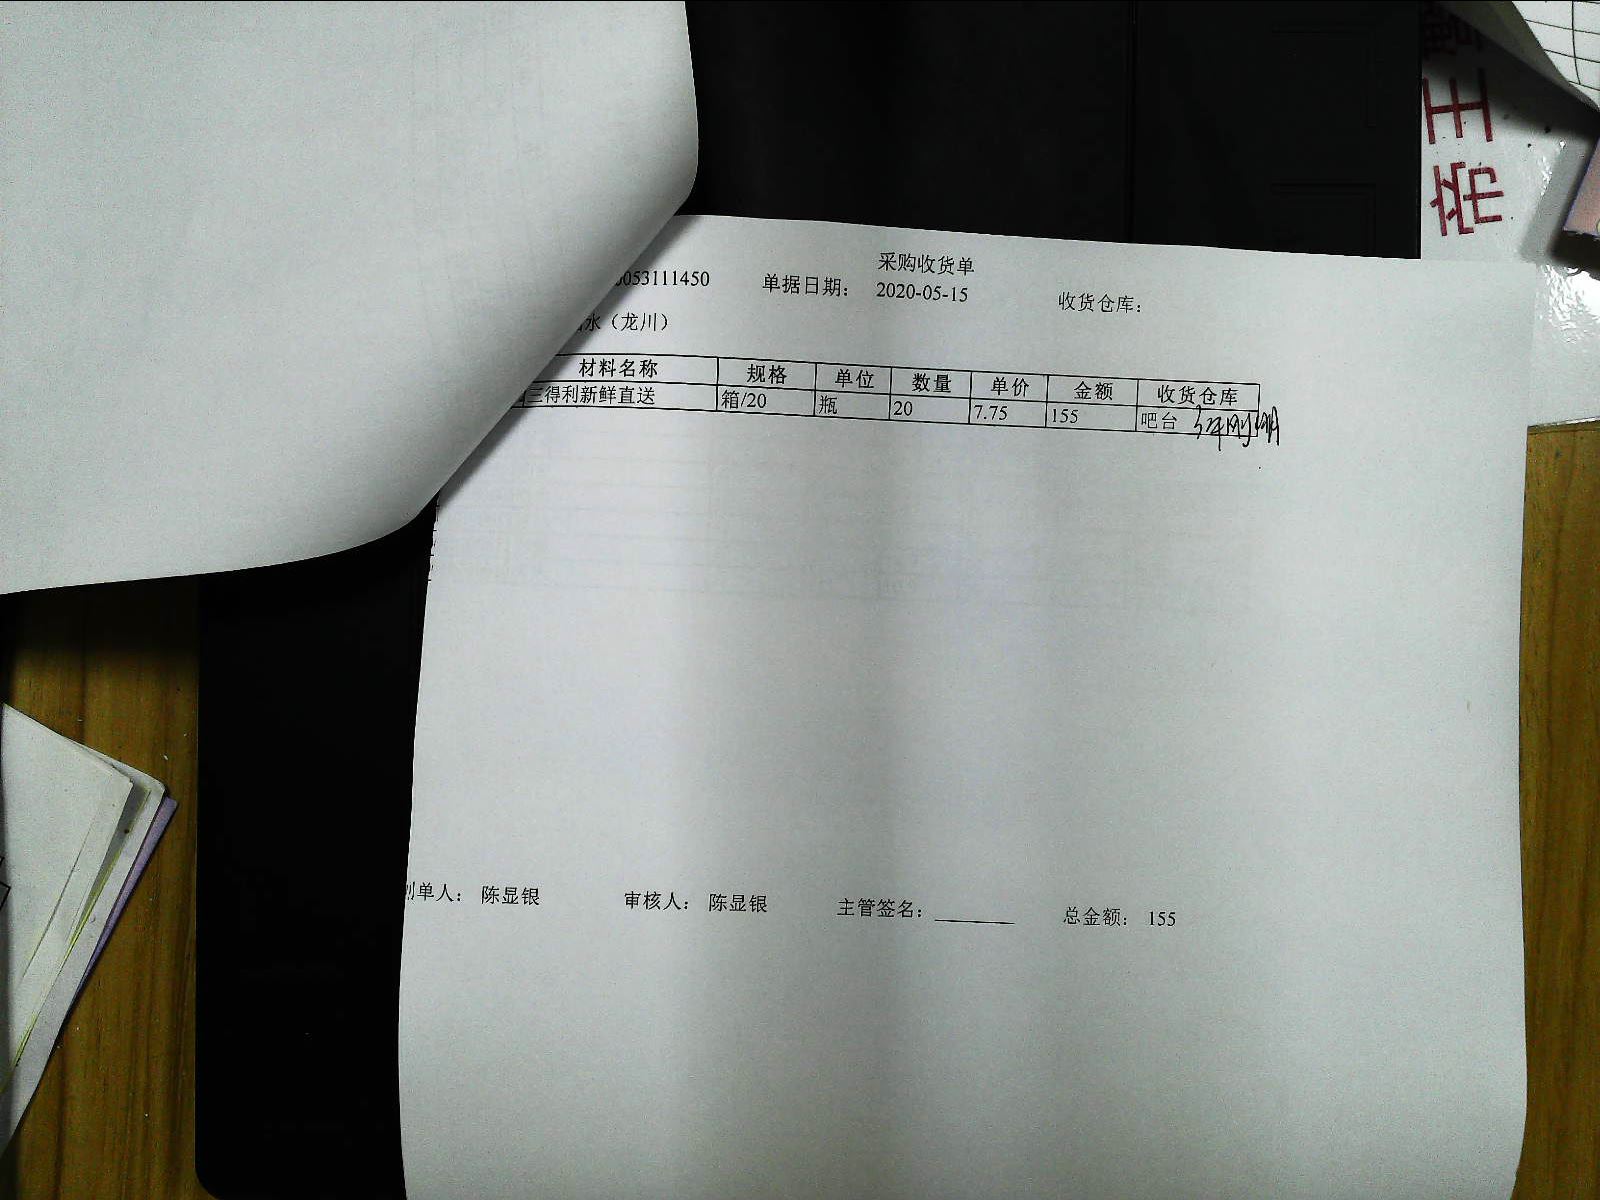 采购收货单
053111450 单据日期： 2020-05-15 收货仓库：
水（龙川）
材料名称 规格 单位 数量 单价 金额 收货仓库
三得利新鲜直送 箱/20 瓶 20 7.75 155 吧台
制单人： 陈显银 审核人： 陈显银 主管签名： 总金额： 155
帝王